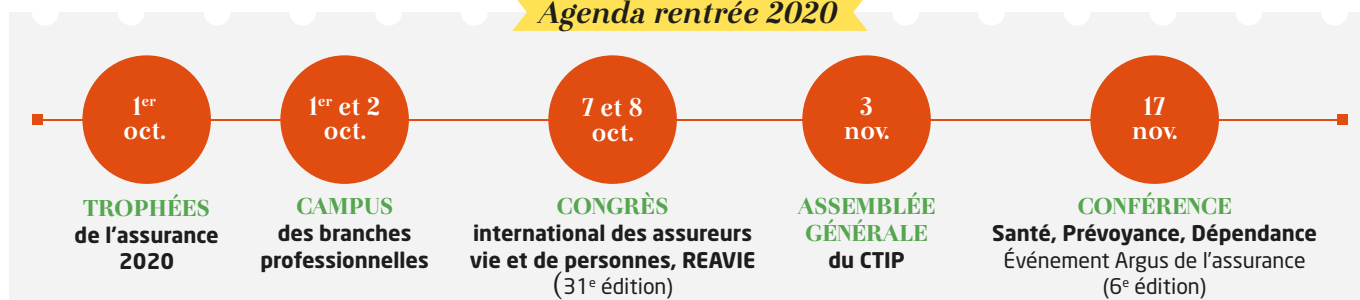 Agenda rentrée 2020
1er
oct.
TROPHÉES
de l'assurance
2020
1er et 2
oct.
CAMPUS
des branches
professionnelles
7 et 8
oct.
CONGRÈS
international des assureurs
vie et de personnes, REAVIE
(31e édition)
3
nov.
ASSEMBLÉE
GÉNÉRALE
du CTIP
17
nov.
CONFÉRENCE
Santé, Prévoyance, Dépendance
Événement Argus de l'assurance
(6e édition)